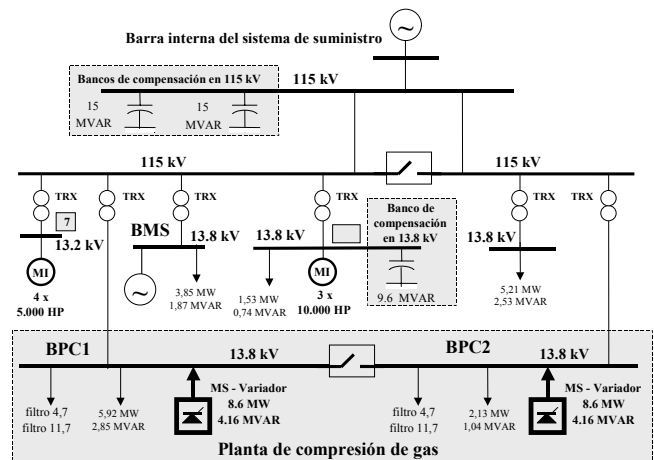 Barra interna del sistema de suministro
~
Bancos de compensación en 115 kV
115 kV
15
MVAR
15
MVAR
115 kV
115 kV
TRX
TRX
TRX
TRX
TRX
TRX
7
13.2 kV
BMS
13.8 kV
13.8 kV
Banco de
compensación
en 13.8 kV
13.8 kV
MI
4 x
5.000 HP
~
3,85 MW
1,87 MVAR
1,53 MW
0,74 MVAR
MI
3 x
10.000 HP
9.6 MVAR
5,21 MW
2,53 MVAR
BPC1
13.8 kV
BPC2
13.8 kV
filtro 4,7
filtro 11,7
5,92 MW
2,85 MVAR
MS - Variador
8.6 MW
4.16 MVAR
filtro 4,7
filtro 11,7
2,13 MW
1,04 MVAR
MS - Variador
8.6 MW
4.16 MVAR
Planta de compresión de gas